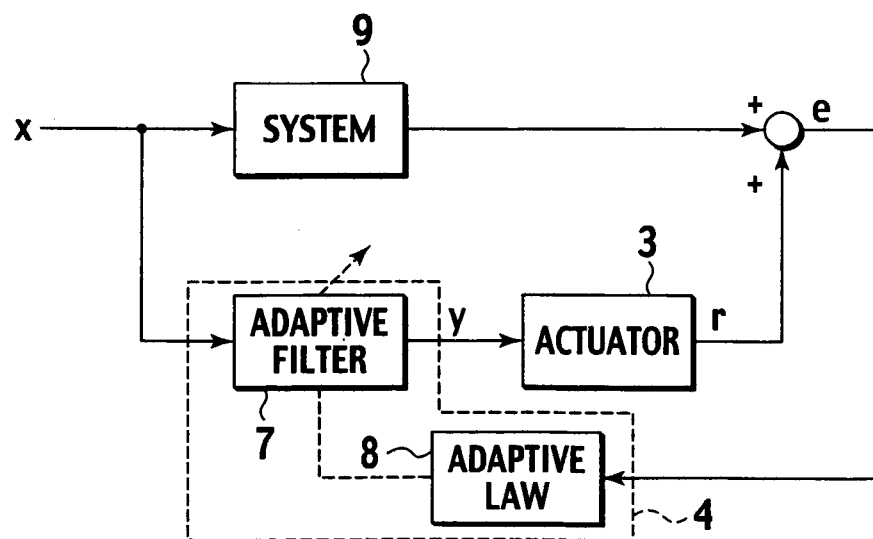 9
x
SYSTEM
+
e
+
3
ADAPTIVE
FILTER
y
ACTUATOR
r
7
8
ADAPTIVE
LAW
4